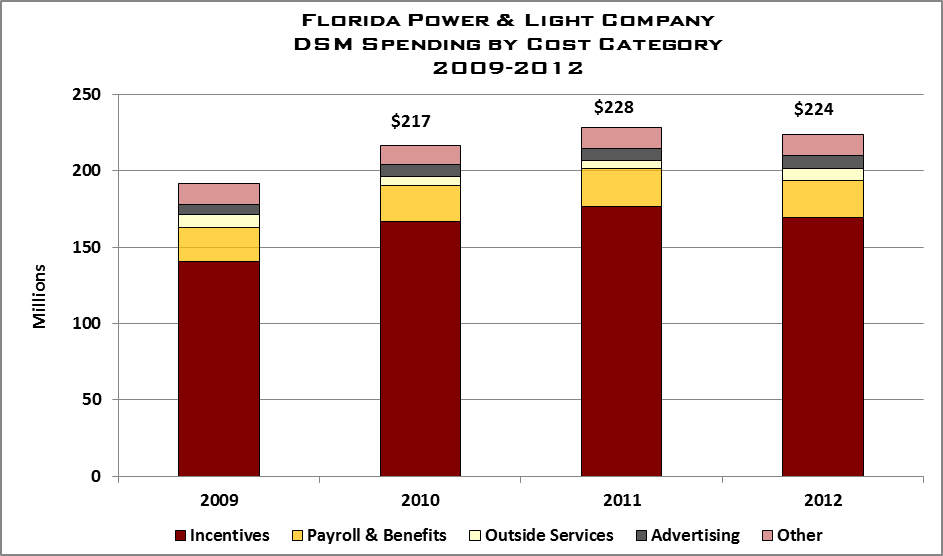 Florida Power & Light Company
DSM Spending by Cost Category
2009-2012
250
200
150
100
50
0
Millions
$217
$228
$224
2009 2010 2011 2012
Incentives Payroll & Benefits Outside Services Advertising Other